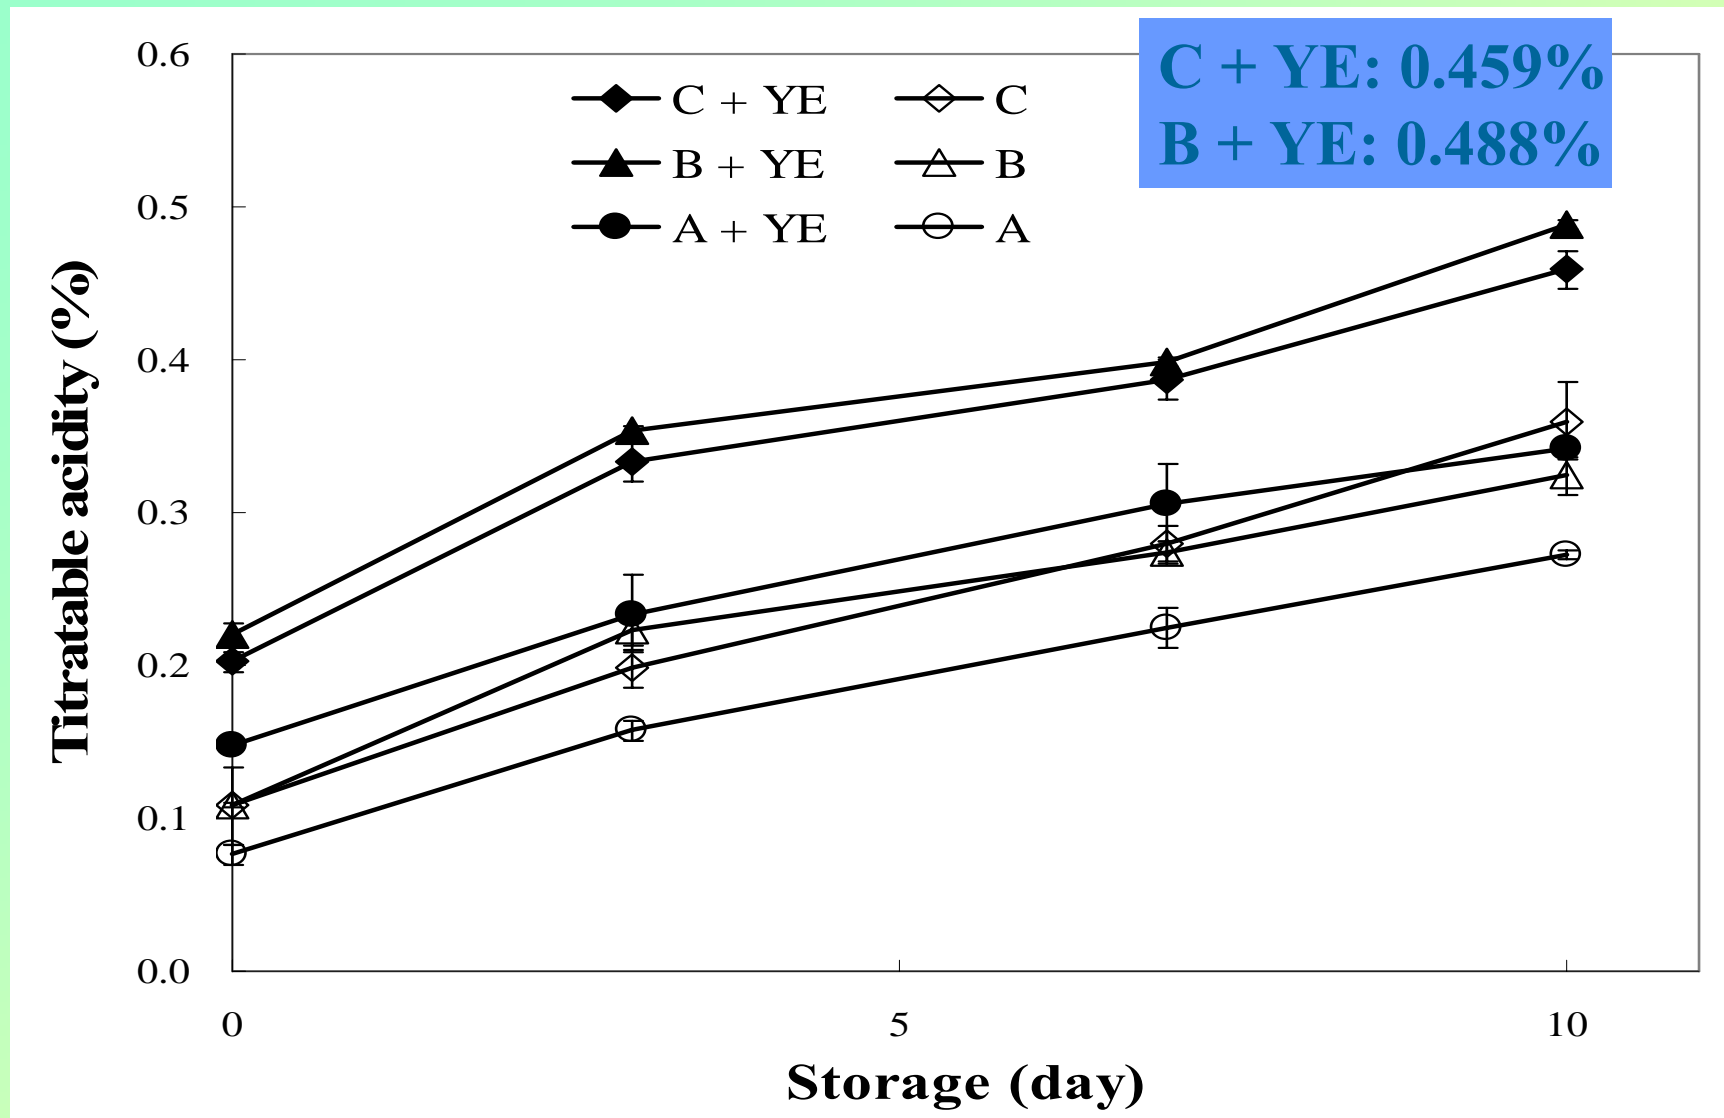 C + YE: 0.459%
B + YE: 0.488%
C + YE
C
B + YE
B
A + YE
A
0.6
0.5
0.4
0.3
0.2
0.1
0.0
Titratable acidity (%)
0
5
10
Storage (day)